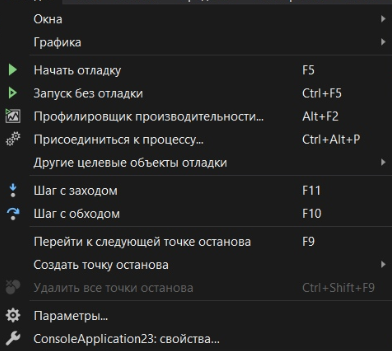 Окна
Графика
Начать отладку F5
Запуск без отладки Ctrl+F5
Профилировщик производительности... Alt+F2
Присоединиться к процессу... Ctrl+Alt+P
Другие целевые объекты отладки
Шаг с заходом F11
Шаг с обходом F10
Перейти к следующей точке останова F9
Создать точку останова
Удалить все точки останова Ctrl+Shift+F9
Параметры...
ConsoleApplication23: свойства...